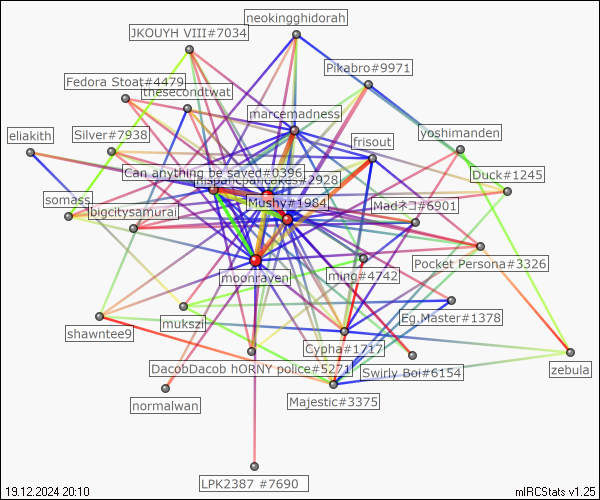 neokingghidorah
JKOUYH VIII#7034
Pikabro#9971
Fedora Stoat#4479
thesecondtwat
marcemadness
Silver#7938
yoshimanden
eliakith
frisout
Can anything be saved#0396
Duck#1245
hispanicpancakes#2928
somass
Mushy#1984
Madネコ#6901
bigcitysamurai
Pocket Persona#3326
moonraven
ming#4742
Eg.Master#1378
mukszi
shawntee9
Cypha#1717
DacobDacob hORNY police#5271
Swirly Boi#6154
zebula
normalwan
Majestic#3375
LPK2387 #7690
19.12.2024 20:10
mIRCStats v1.25